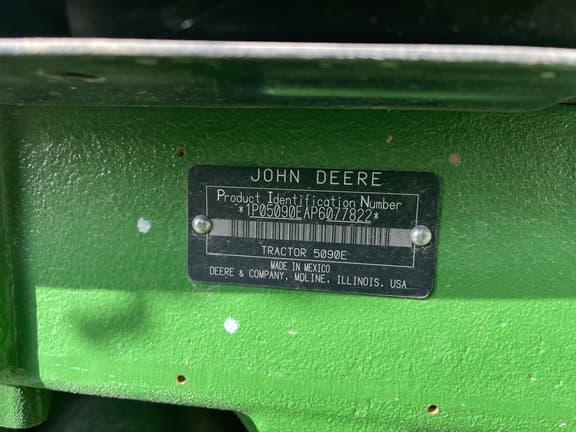 JOHN DEERE
Product Identification Number
*1P05090EAP6077822*
TRACTOR 5090E
MADE IN MEXICO
DEERE & COMPANY, MOLINE, ILLINOIS, USA